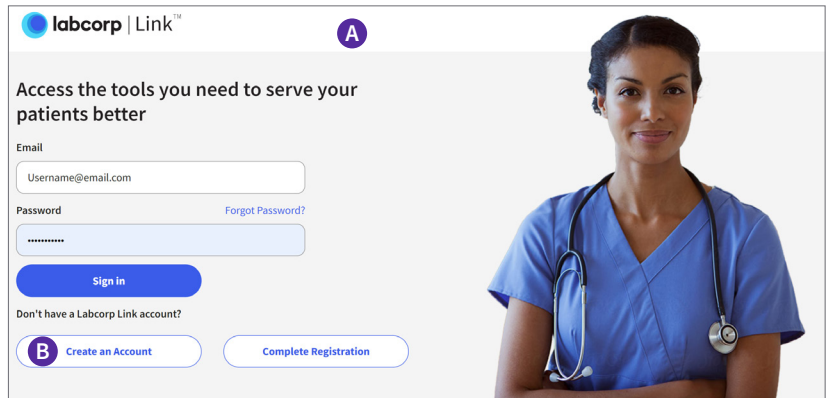 labcorp | Link™
A
Access the tools you need to serve your
patients better
Email
Username@email.com
Password Forgot Password?
•••••••••••
Sign in
Don't have a Labcorp Link account?
B Create an Account Complete Registration